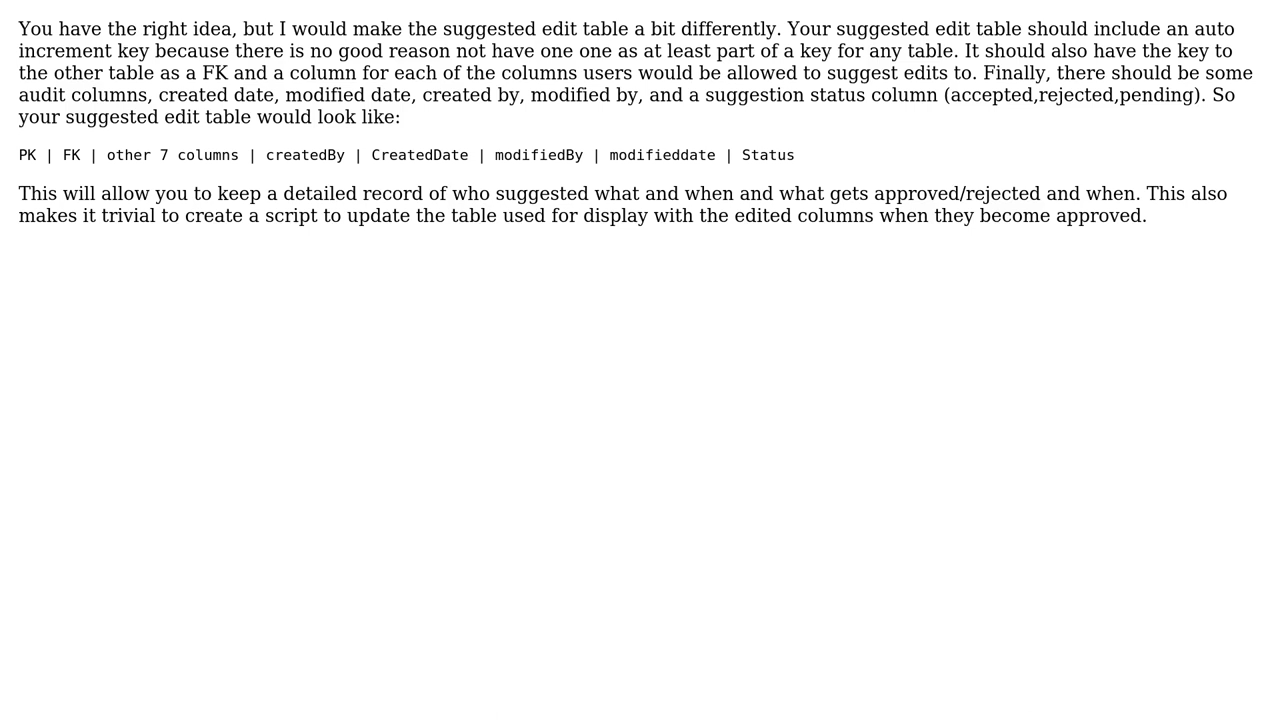 You have the right idea, but I would make the suggested edit table a bit differently. Your suggested edit table should include an auto
increment key because there is no good reason not have one one as at least part of a key for any table. It should also have the key to
the other table as a FK and a column for each of the columns users would be allowed to suggest edits to. Finally, there should be some
audit columns, created date, modified date, created by, modified by, and a suggestion status column (accepted,rejected,pending). So
your suggested edit table would look like:
PK | FK | other 7 columns | createdBy | CreatedDate | modifiedBy | modifieddate | Status
This will allow you to keep a detailed record of who suggested what and when and what gets approved/rejected and when. This also
makes it trivial to create a script to update the table used for display with the edited columns when they become approved.